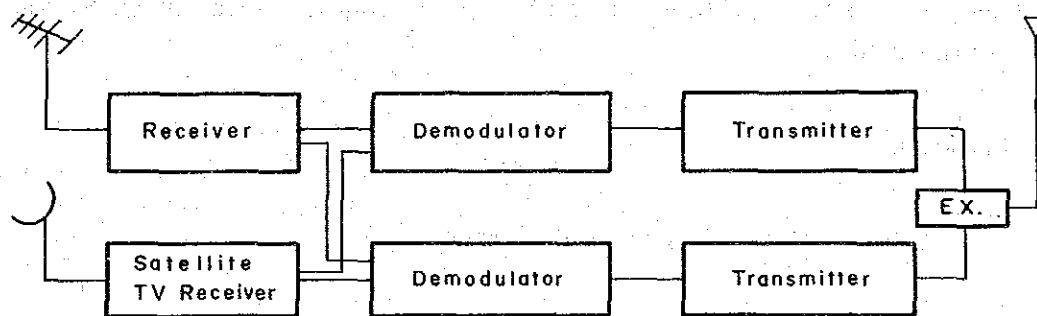 Receiver
Demodulator
Transmitter
EX.
Satellite
TV Receiver
Demodulator
Transmitter